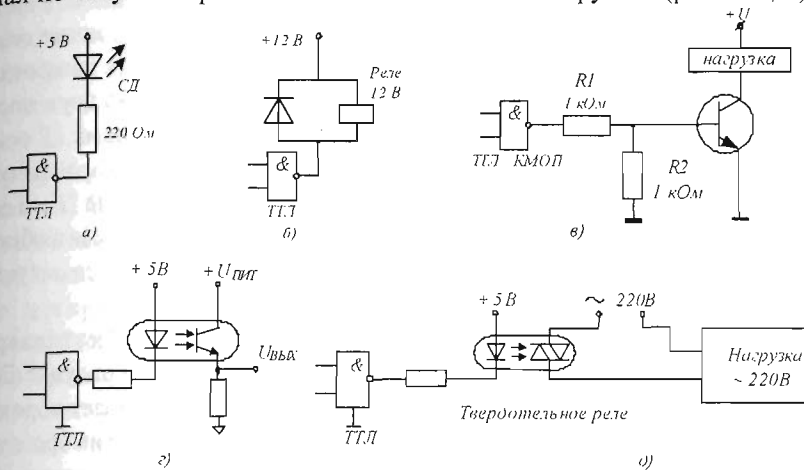 +5 В
СД
220 Ом
&
ТТЛ
а)
+12 В
Реле
12 В
&
ТТЛ
б)
+U
нагрузка
R1
1 кОм
&
ТТЛ КМОП
R2
1 кОм
в)
+ 5В
+ Uпит
Uвых
&
ТТЛ
г)
+ 5В
~ 220В
&
ТТЛ
Твердотельное реле
Нагрузка
~ 220В
д)